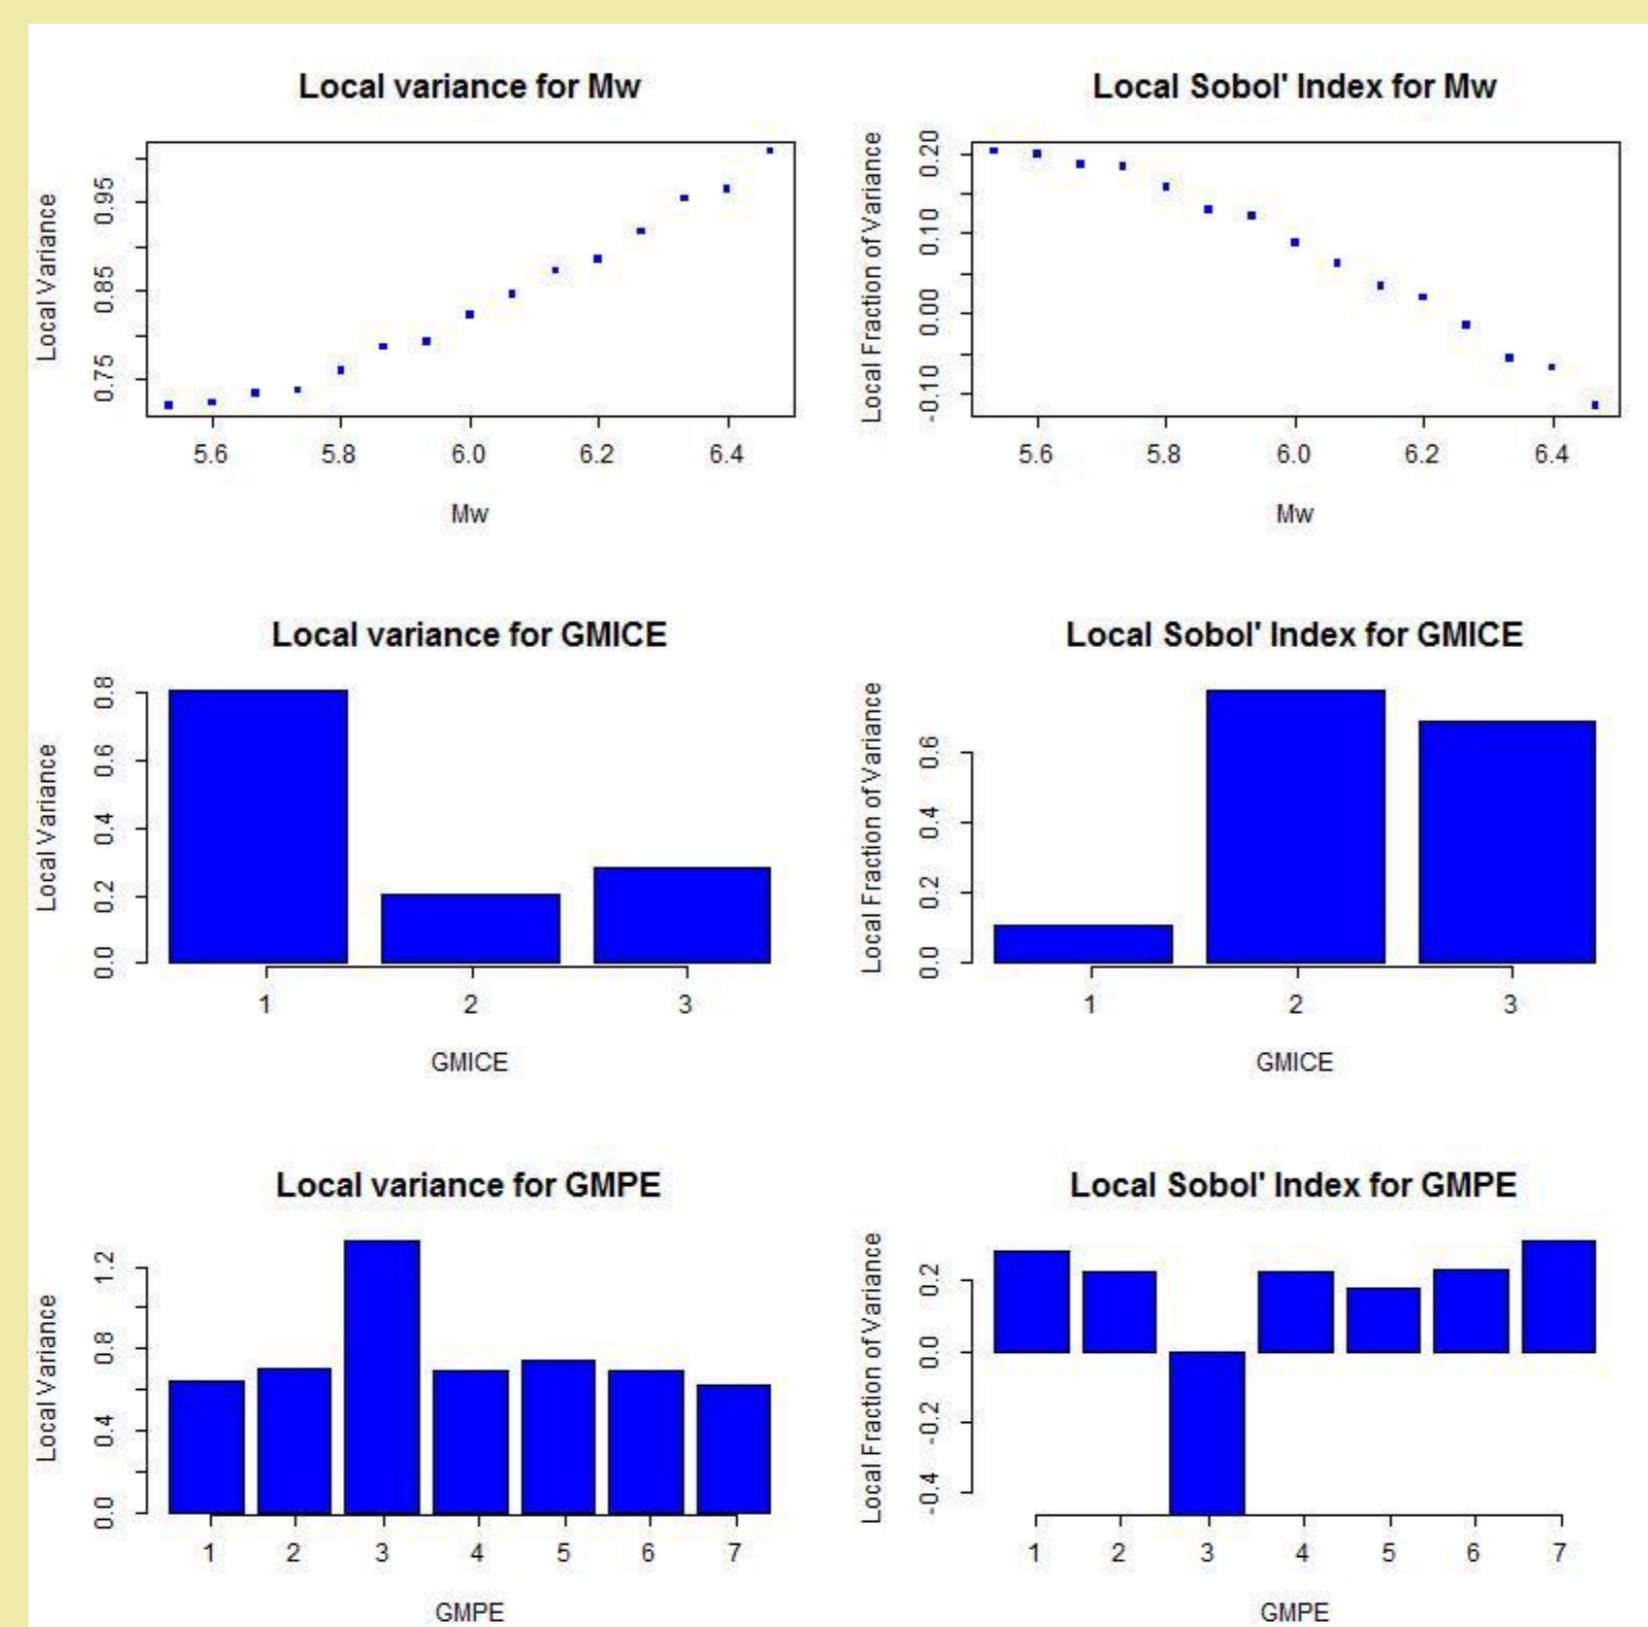 Local variance for Mw
Local Variance
0.75 0.85 0.95
5.6 5.8 6.0 6.2 6.4
Mw
Local Sobol' Index for Mw
Local Fraction of Variance
-0.10 0.00 0.10 0.20
5.6 5.8 6.0 6.2 6.4
Mw
Local variance for GMICE
Local Variance
0.0 0.2 0.4 0.6 0.8
1 2 3
GMICE
Local Sobol' Index for GMICE
Local Fraction of Variance
0.0 0.2 0.4 0.6
1 2 3
GMICE
Local variance for GMPE
Local Variance
0.0 0.4 0.8 1.2
1 2 3 4 5 6 7
GMPE
Local Sobol' Index for GMPE
Local Fraction of Variance
-0.4 -0.2 0.0 0.2
1 2 3 4 5 6 7
GMPE